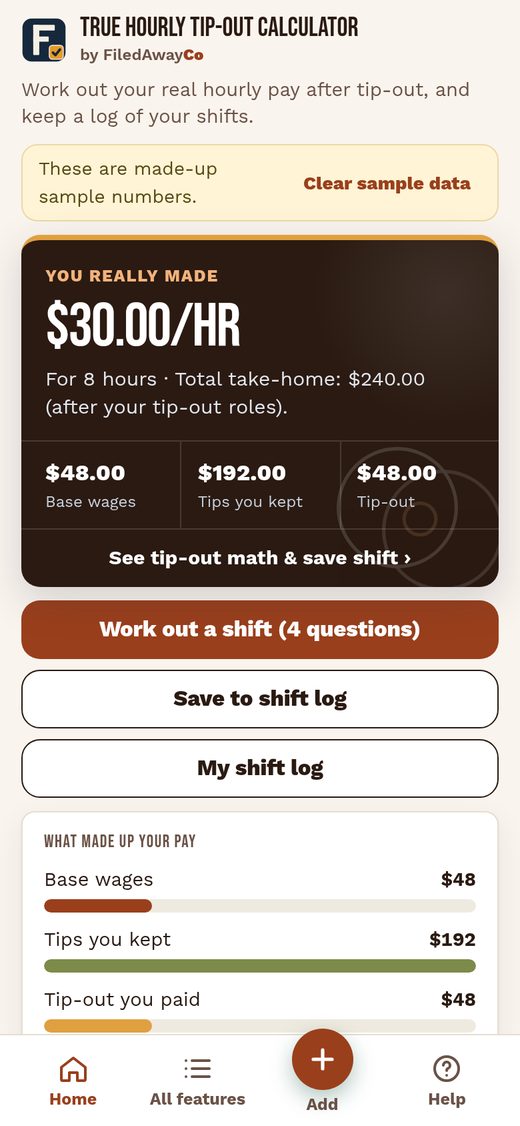 F
TRUE HOURLY TIP-OUT CALCULATOR
by FiledAwayCo
Work out your real hourly pay after tip-out, and
keep a log of your shifts.
These are made-up
sample numbers.
Clear sample data
YOU REALLY MADE
$30.00/HR
For 8 hours · Total take-home: $240.00
(after your tip-out roles).
$48.00
Base wages
$192.00
Tips you kept
$48.00
Tip-out
See tip-out math & save shift ›
Work out a shift (4 questions)
Save to shift log
My shift log
WHAT MADE UP YOUR PAY
Base wages $48
Tips you kept $192
Tip-out you paid $48
Home
All features
Add
Help